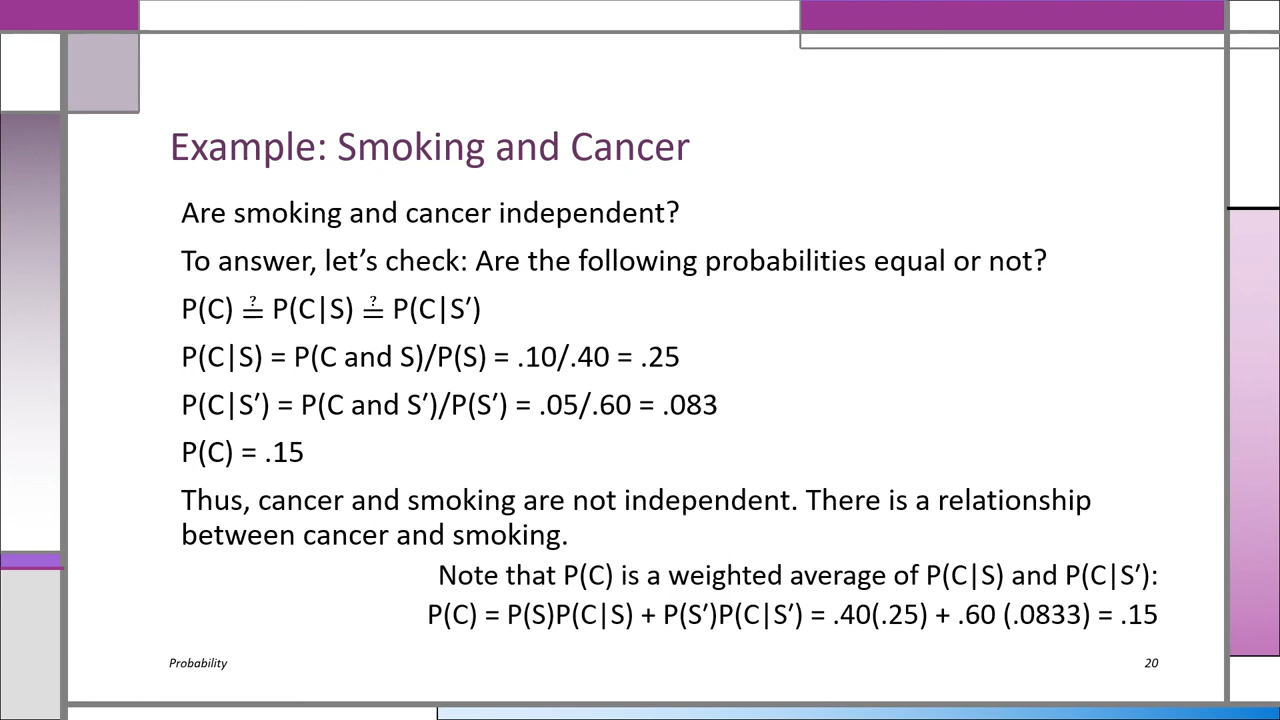 Example: Smoking and Cancer
Are smoking and cancer independent?
To answer, let’s check: Are the following probabilities equal or not?
P(C) ≟ P(C|S) ≟ P(C|S′)
P(C|S) = P(C and S)/P(S) = .10/.40 = .25
P(C|S′) = P(C and S′)/P(S′) = .05/.60 = .083
P(C) = .15
Thus, cancer and smoking are not independent. There is a relationship
between cancer and smoking.
Note that P(C) is a weighted average of P(C|S) and P(C|S′):
P(C) = P(S)P(C|S) + P(S′)P(C|S′) = .40(.25) + .60 (.0833) = .15
Probability
20